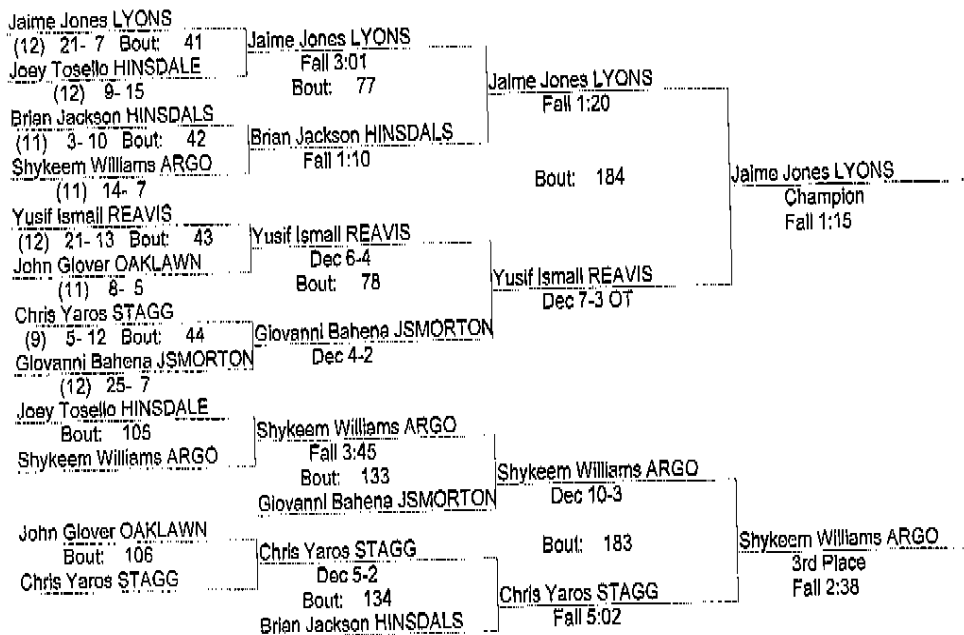 Jaime Jones LYONS
(12) 21- 7 Bout: 41
Joey Tosello HINSDALE
(12) 9- 15
Brian Jackson HINSDALS
(11) 3- 10 Bout: 42
Shykeem Williams ARGO
(11) 14- 7
Yusif Ismail REAVIS
(12) 21- 13 Bout: 43
John Glover OAKLAWN
(11) 8- 5
Chris Yaros STAGG
(9) 5- 12 Bout: 44
Giovanni Bahena JSMORTON
(12) 25- 7
Jaime Jones LYONS
Fall 3:01
Bout: 77
Brian Jackson HINSDALS
Fall 1:10
Yusif Ismail REAVIS
Dec 6-4
Bout: 78
Giovanni Bahena JSMORTON
Dec 4-2
Jaime Jones LYONS
Fall 1:20
Bout: 184
Yusif Ismail REAVIS
Dec 7-3 OT
Jaime Jones LYONS
Champion
Fall 1:15
Joey Tosello HINSDALE
Bout: 105
Shykeem Williams ARGO
John Glover OAKLAWN
Bout: 106
Chris Yaros STAGG
Shykeem Williams ARGO
Fall 3:45
Bout: 133
Giovanni Bahena JSMORTON
Chris Yaros STAGG
Dec 5-2
Bout: 134
Brian Jackson HINSDALS
Shykeem Williams ARGO
Dec 10-3
Bout: 183
Chris Yaros STAGG
Fall 5:02
Shykeem Williams ARGO
3rd Place
Fall 2:38